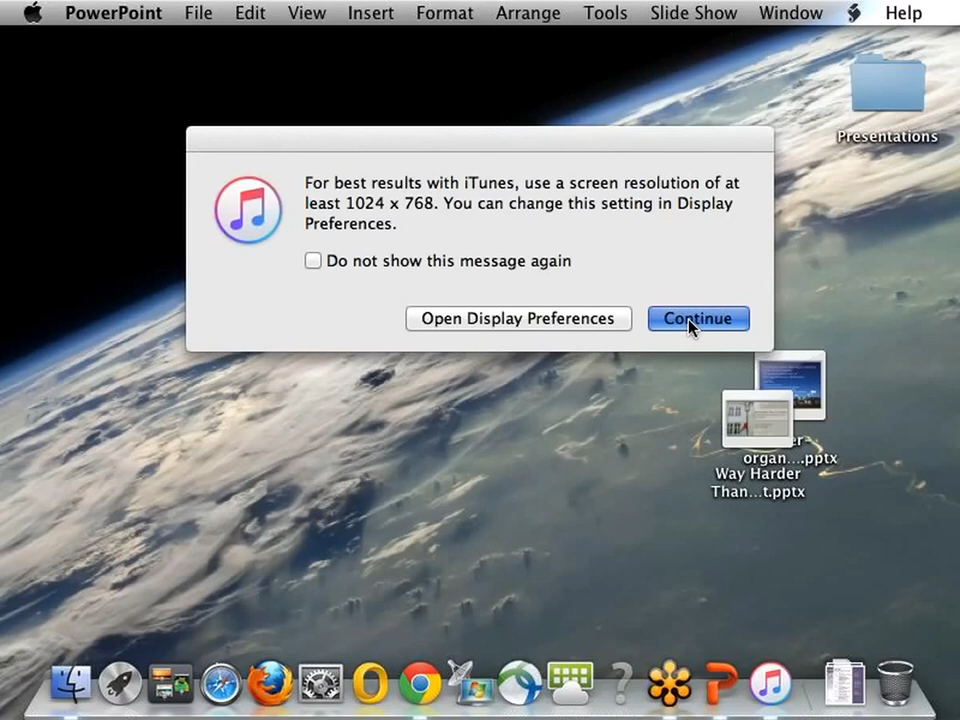 PowerPoint File Edit View Insert Format Arrange Tools Slide Show Window Help
Presentations
For best results with iTunes, use a screen resolution of at
least 1024 x 768. You can change this setting in Display
Preferences.
Do not show this message again
Open Display Preferences Continue
organ....pptx
Way Harder
Than...t.pptx